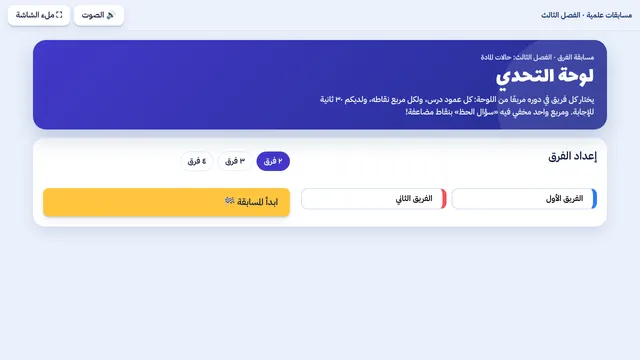 مسابقات علمية · الفصل الثالث
🔊 الصوت
⛶ ملء الشاشة
مسابقة الفرق · الفصل الثالث: حالات المادة
لوحة التحدي
يختار كل فريق في دوره مربعًا من اللوحة: كل عمود درس، ولكل مربع نقاطه، ولديكم ٣٠ ثانية
للإجابة. ومربع واحد مخفي فيه «سؤال الحظ» بنقاط مضاعفة!
إعداد الفرق
٢ فرق
٣ فرق
٤ فرق
الفريق الأول
الفريق الثاني
ابدأ المسابقة 🏁